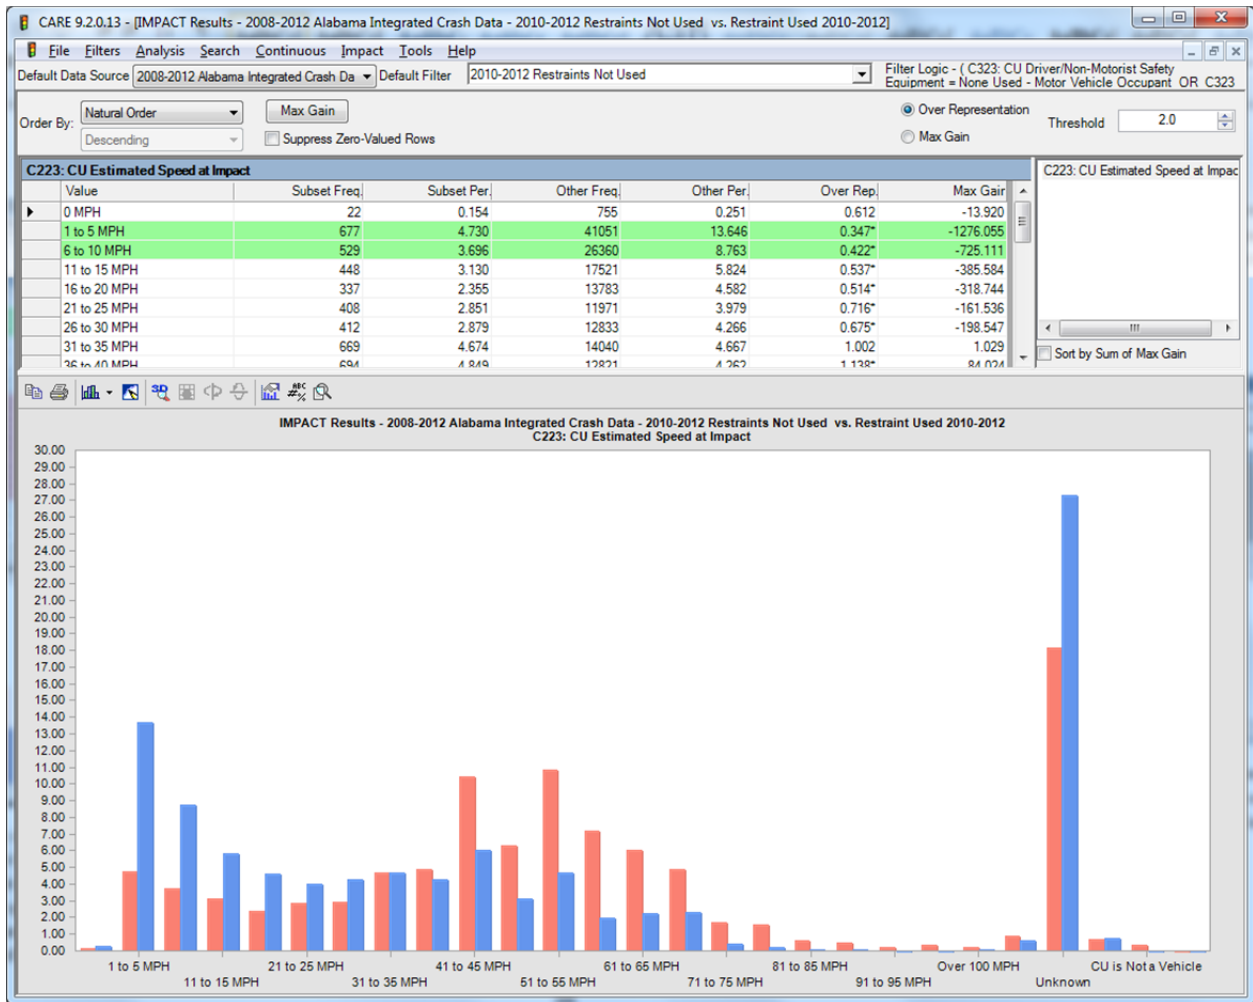 CARE 9.2.0.13 - [IMPACT Results - 2008-2012 Alabama Integrated Crash Data - 2010-2012 Restraints Not Used vs. Restraint Used 2010-2012]
File Filters Analysis Search Continuous Impact Tools Help
Default Data Source 2008-2012 Alabama Integrated Crash Da Default Filter 2010-2012 Restraints Not Used Filter Logic - ( C323: CU Driver/Non-Motorist Safety
Equipment = None Used - Motor Vehicle Occupant OR C323
Order By: Natural Order Max Gain Over Representation Threshold 2.0
Descending Suppress Zero-Valued Rows Max Gain
C223: CU Estimated Speed at Impact C223: CU Estimated Speed at Impac
Value Subset Freq. Subset Per. Other Freq. Other Per. Over Rep. Max Gain
0 MPH 22 0.154 755 0.251 0.612 -13.920
1 to 5 MPH 677 4.730 41051 13.646 0.347* -1276.055
6 to 10 MPH 529 3.696 26360 8.763 0.422* -725.111
11 to 15 MPH 448 3.130 17521 5.824 0.537* -385.584
16 to 20 MPH 337 2.355 13783 4.582 0.514* -318.744
21 to 25 MPH 408 2.851 11971 3.979 0.716* -161.536
26 to 30 MPH 412 2.879 12833 4.266 0.675* -198.547
31 to 35 MPH 669 4.674 14040 4.667 1.002 1.029
36 to 40 MPH 694 4.849 12821 4.262 1.138* 84.024
Sort by Sum of Max Gain
3D ABC
IMPACT Results - 2008-2012 Alabama Integrated Crash Data - 2010-2012 Restraints Not Used vs. Restraint Used 2010-2012
C223: CU Estimated Speed at Impact
30.00
29.00
28.00
27.00
26.00
25.00
24.00
23.00
22.00
21.00
20.00
19.00
18.00
17.00
16.00
15.00
14.00
13.00
12.00
11.00
10.00
9.00
8.00
7.00
6.00
5.00
4.00
3.00
2.00
1.00
0.00
1 to 5 MPH 21 to 25 MPH 41 to 45 MPH 61 to 65 MPH 81 to 85 MPH Over 100 MPH CU is Not a Vehicle
11 to 15 MPH 31 to 35 MPH 51 to 55 MPH 71 to 75 MPH 91 to 95 MPH Unknown